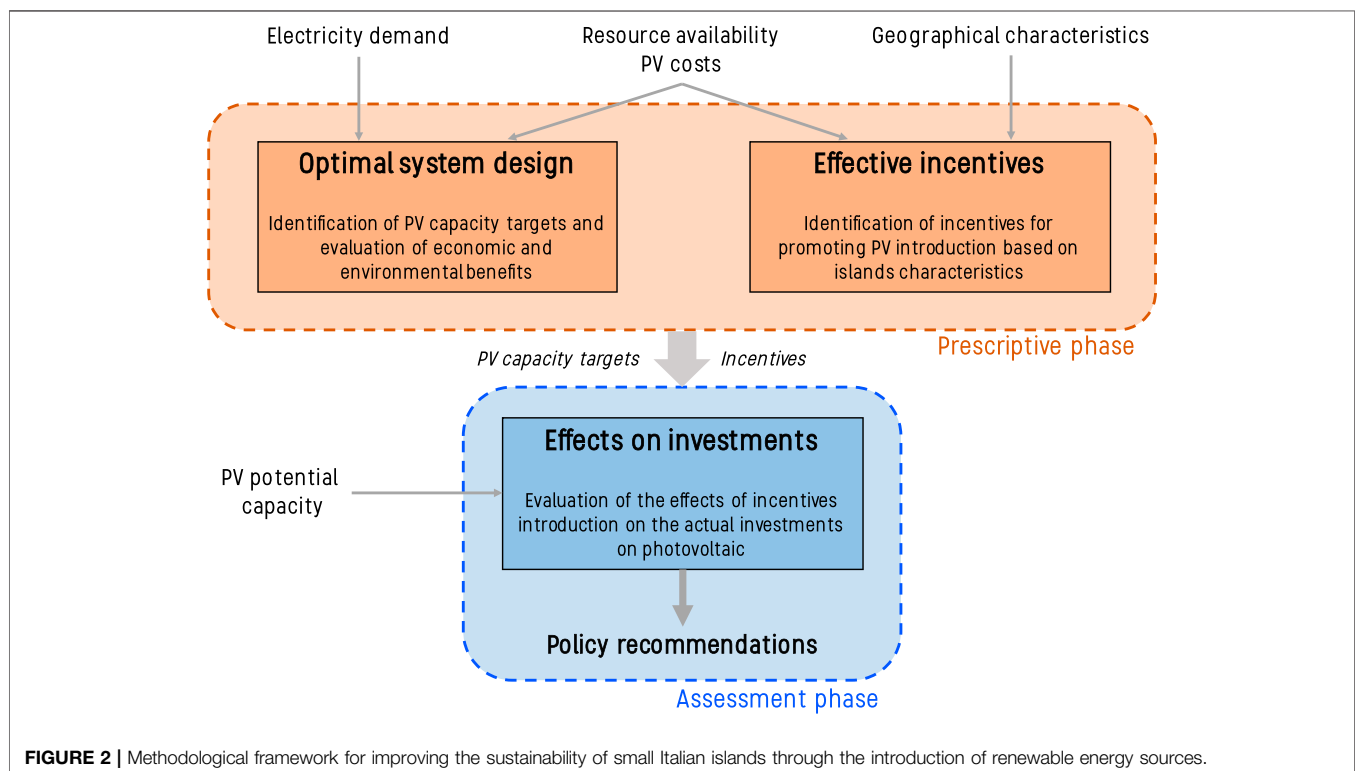 Electricity demand
Resource availability
PV costs
Geographical characteristics
Optimal system design
Identification of PV capacity targets and
evaluation of economic and
environmental benefits
Effective incentives
Identification of incentives for
promoting PV introduction based on
islands characteristics
Prescriptive phase
PV capacity targets
Incentives
PV potential
capacity
Effects on investments
Evaluation of the effects of incentives
introduction on the actual investments
on photovoltaic
Policy recommendations
Assessment phase
FIGURE 2 | Methodological framework for improving the sustainability of small Italian islands through the introduction of renewable energy sources.